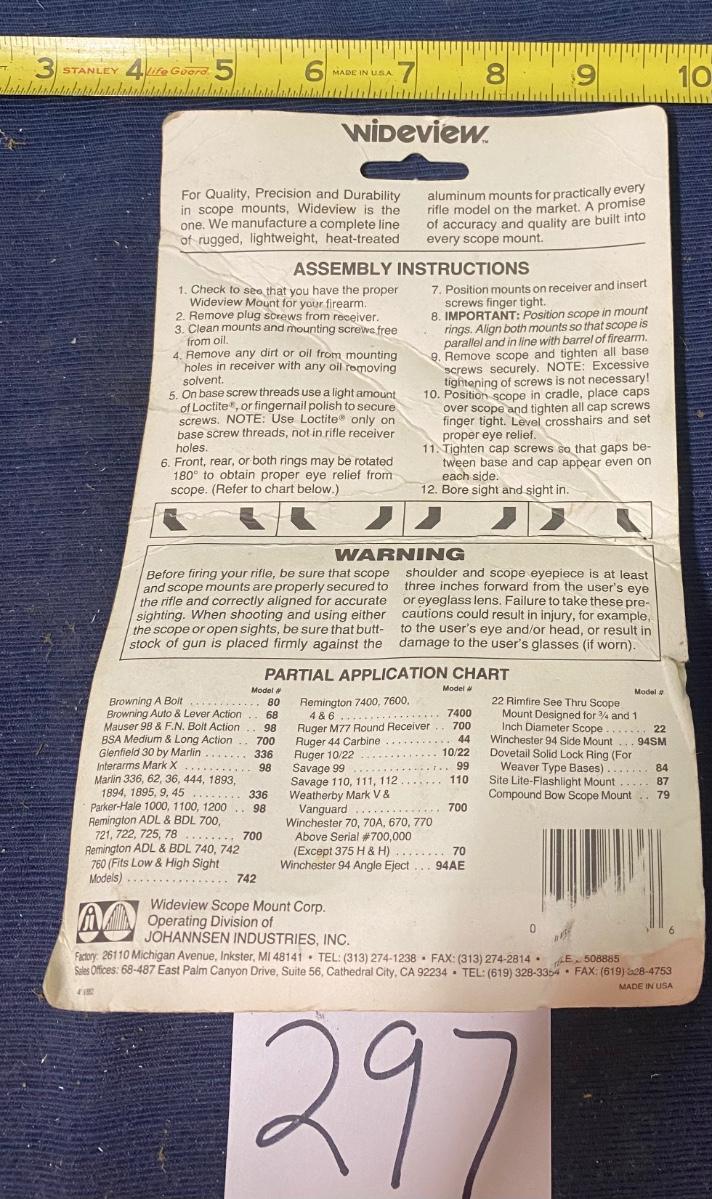 3 STANLEY 4 Life Guard. 5 6 MADE IN U.S.A. 7 8 9 10
WIDEVIEW™
For Quality, Precision and Durability
in scope mounts, Wideview is the
one. We manufacture a complete line
of rugged, lightweight, heat-treated
aluminum mounts for practically every
rifle model on the market. A promise
of accuracy and quality are built into
every scope mount.
ASSEMBLY INSTRUCTIONS
1. Check to see that you have the proper
Wideview Mount for your firearm.
2. Remove plug screws from receiver.
3. Clean mounts and mounting screws free
from oil.
4. Remove any dirt or oil from mounting
holes in receiver with any oil removing
solvent.
5. On base screw threads use a light amount
of Loctite®, or fingernail polish to secure
screws. NOTE: Use Loctite® only on
base screw threads, not in rifle receiver
holes.
6. Front, rear, or both rings may be rotated
180° to obtain proper eye relief from
scope. (Refer to chart below.)
7. Position mounts on receiver and insert
screws finger tight.
8. IMPORTANT: Position scope in mount
rings. Align both mounts so that scope is
parallel and in line with barrel of firearm.
9. Remove scope and tighten all base
screws securely. NOTE: Excessive
tightening of screws is not necessary!
10. Position scope in cradle, place caps
over scope and tighten all cap screws
finger tight. Level crosshairs and set
proper eye relief.
11. Tighten cap screws so that gaps be-
tween base and cap appear even on
each side.
12. Bore sight and sight in.
WARNING
Before firing your rifle, be sure that scope
and scope mounts are properly secured to
the rifle and correctly aligned for accurate
sighting. When shooting and using either
the scope or open sights, be sure that butt-
stock of gun is placed firmly against the
shoulder and scope eyepiece is at least
three inches forward from the user's eye
or eyeglass lens. Failure to take these pre-
cautions could result in injury, for example,
to the user's eye and/or head, or result in
damage to the user's glasses (if worn).
PARTIAL APPLICATION CHART
Model #
Browning A Bolt ............ 80
Browning Auto & Lever Action .. 68
Mauser 98 & F.N. Bolt Action .. 98
BSA Medium & Long Action .. 700
Glenfield 30 by Marlin ....... 336
Interarms Mark X ............ 98
Marlin 336, 62, 36, 444, 1893,
1894, 1895, 9, 45 ......... 336
Parker-Hale 1000, 1100, 1200 .. 98
Remington ADL & BDL 700,
721, 722, 725, 78 ........ 700
Remington ADL & BDL 740, 742
760 (Fits Low & High Sight
Models) ................ 742
Model #
Remington 7400, 7600,
4 & 6 ................ 7400
Ruger M77 Round Receiver .. 700
Ruger 44 Carbine ......... 44
Ruger 10/22 ............. 10/22
Savage 99 ............... 99
Savage 110, 111, 112 ....... 110
Weatherby Mark V &
Vanguard .............. 700
Winchester 70, 70A, 670, 770
Above Serial #700,000
(Except 375 H & H) ........ 70
Winchester 94 Angle Eject ... 94AE
Model #
22 Rimfire See Thru Scope
Mount Designed for ¾ and 1
Inch Diameter Scope ....... 22
Winchester 94 Side Mount ... 94SM
Dovetail Solid Lock Ring (For
Weaver Type Bases) ....... 84
Site Lite-Flashlight Mount ..... 87
Compound Bow Scope Mount .. 79
0 6
Wideview Scope Mount Corp.
Operating Division of
JOHANNSEN INDUSTRIES, INC.
Factory: 26110 Michigan Avenue, Inkster, MI 48141 • TEL: (313) 274-1238 • FAX: (313) 274-2814 • 508885
Sales Offices: 68-487 East Palm Canyon Drive, Suite 56, Cathedral City, CA 92234 • TEL: (619) 328-3354 • FAX: (619) 328-4753
MADE IN USA
297